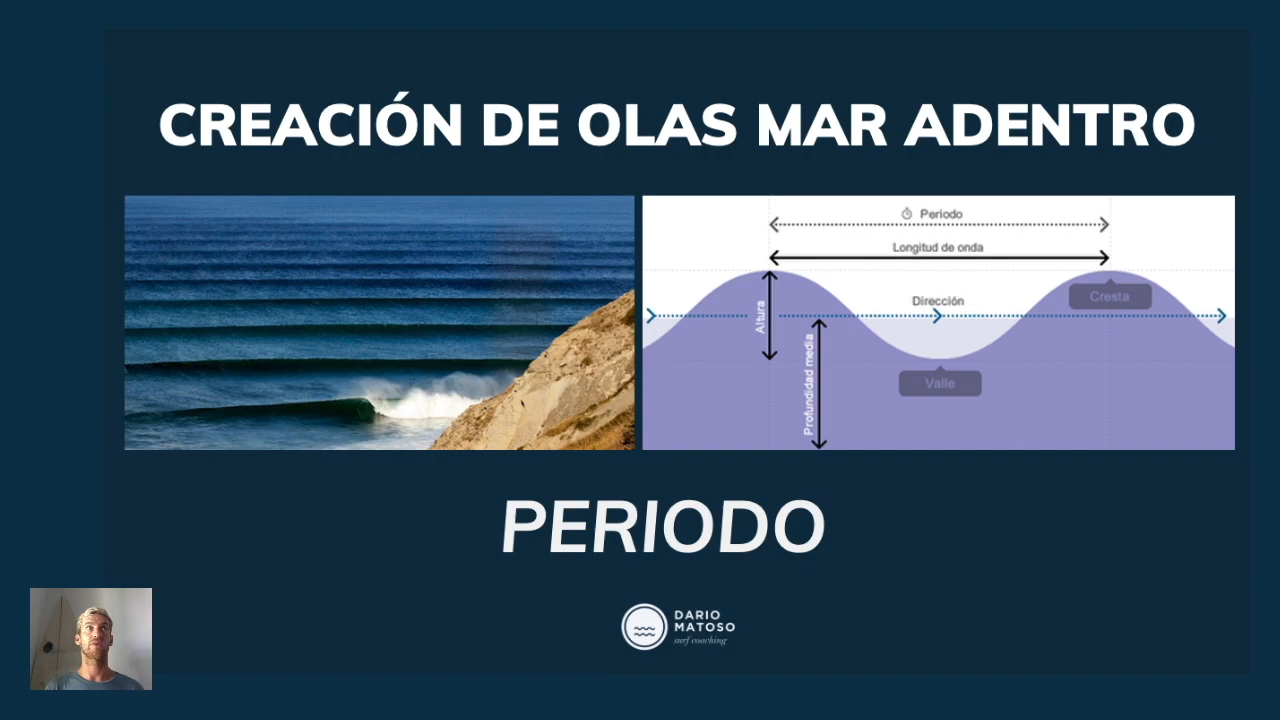 CREACIÓN DE OLAS MAR ADENTRO
Periodo
Longitud de onda
Dirección
Cresta
Altura
Profundidad media
Valle
PERIODO
DARIO
MATOSO
surf coaching